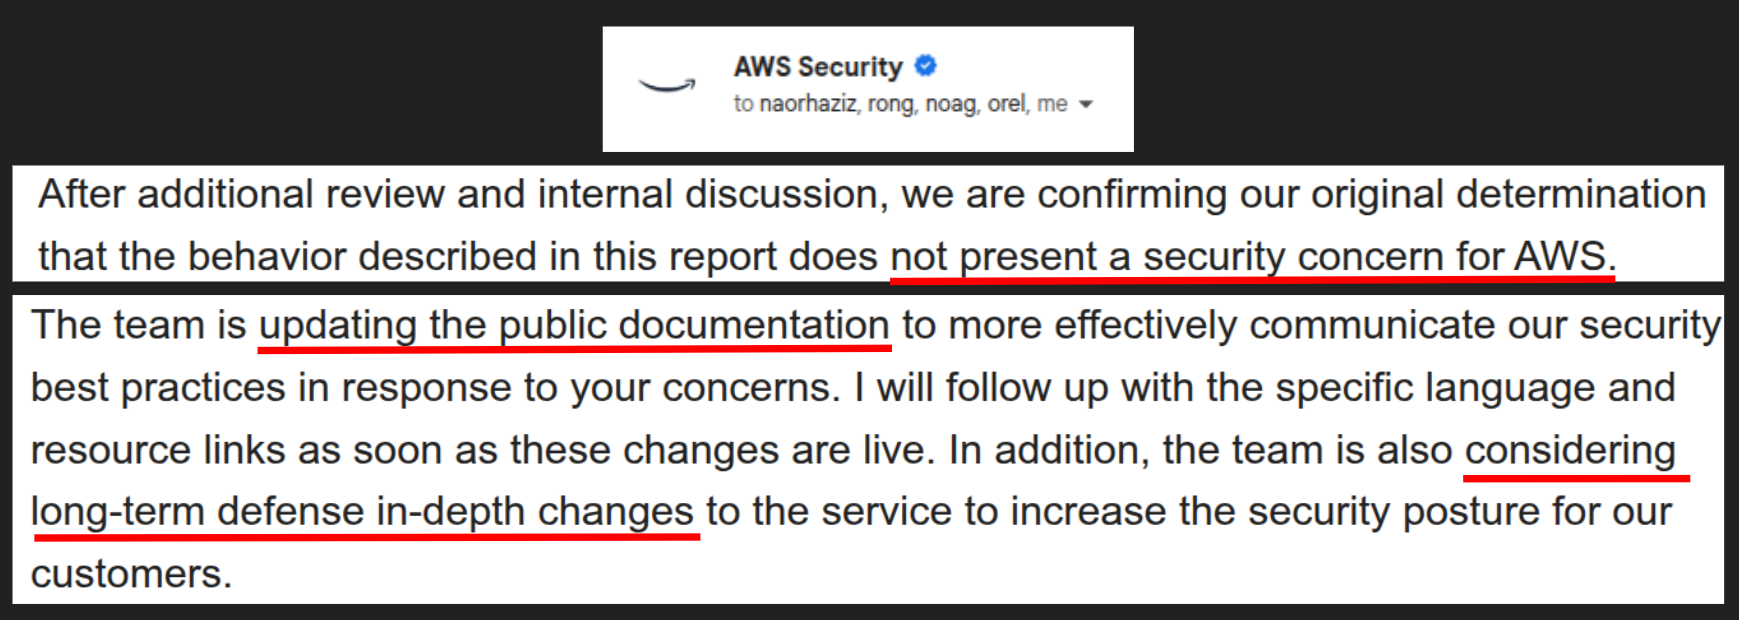 AWS Security
to naorhaziz, rong, noag, orel, me
After additional review and internal discussion, we are confirming our original determination
that the behavior described in this report does not present a security concern for AWS.
The team is updating the public documentation to more effectively communicate our security
best practices in response to your concerns. I will follow up with the specific language and
resource links as soon as these changes are live. In addition, the team is also considering
long-term defense in-depth changes to the service to increase the security posture for our
customers.